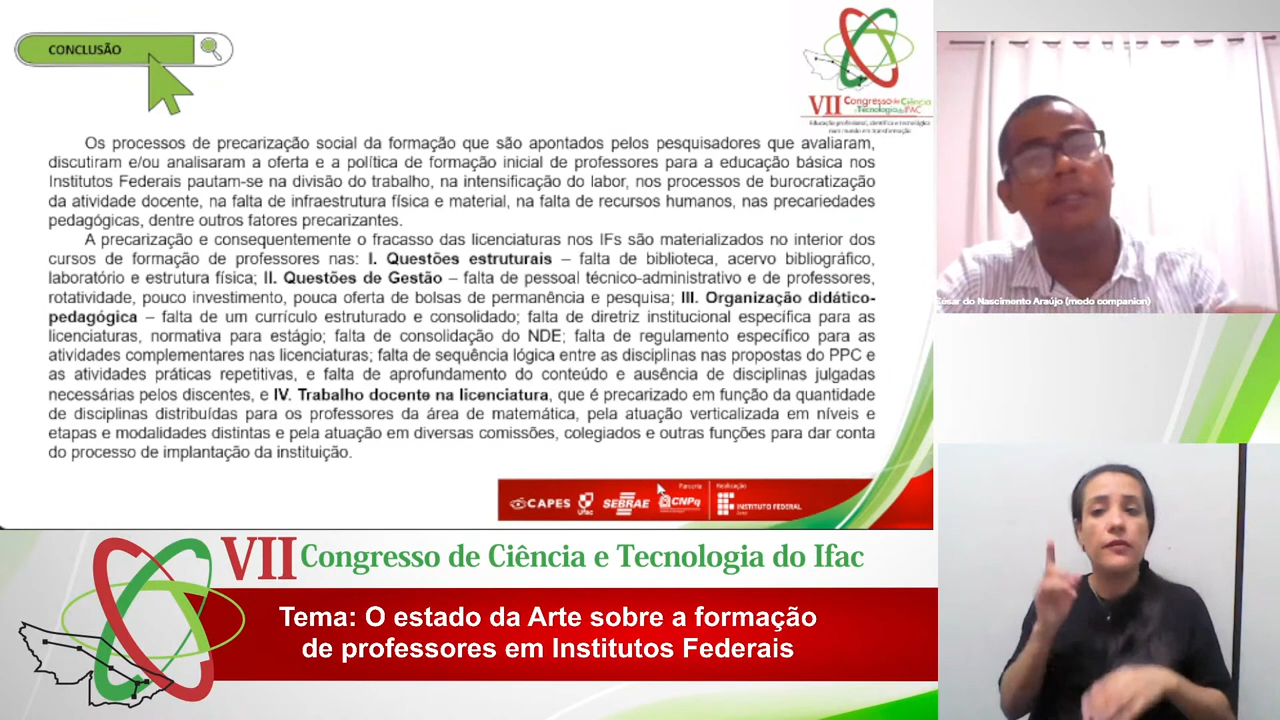 CONCLUSÃO
VII Congresso de Ciência
e Tecnologia do IFAC
Educação profissional, científica e tecnológica
num mundo em transformação
Os processos de precarização social da formação que são apontados pelos pesquisadores que avaliaram,
discutiram e/ou analisaram a oferta e a política de formação inicial de professores para a educação básica nos
Institutos Federais pautam-se na divisão do trabalho, na intensificação do labor, nos processos de burocratização
da atividade docente, na falta de infraestrutura física e material, na falta de recursos humanos, nas precariedades
pedagógicas, dentre outros fatores precarizantes.
A precarização e consequentemente o fracasso das licenciaturas nos IFs são materializados no interior dos
cursos de formação de professores nas: I. Questões estruturais – falta de biblioteca, acervo bibliográfico,
laboratório e estrutura física; II. Questões de Gestão – falta de pessoal técnico-administrativo e de professores,
rotatividade, pouco investimento, pouca oferta de bolsas de permanência e pesquisa; III. Organização didático-
pedagógica – falta de um currículo estruturado e consolidado; falta de diretriz institucional específica para as
licenciaturas, normativa para estágio; falta de consolidação do NDE; falta de regulamento específico para as
atividades complementares nas licenciaturas; falta de sequência lógica entre as disciplinas nas propostas do PPC e
as atividades práticas repetitivas, e falta de aprofundamento do conteúdo e ausência de disciplinas julgadas
necessárias pelos discentes, e IV. Trabalho docente na licenciatura, que é precarizado em função da quantidade
de disciplinas distribuídas para os professores da área de matemática, pela atuação verticalizada em níveis e
etapas e modalidades distintas e pela atuação em diversas comissões, colegiados e outras funções para dar conta
do processo de implantação da instituição.
Parceria
Realização
CAPES
Ufac
SEBRAE
CNPq
INSTITUTO FEDERAL
Acre
César do Nascimento Araújo (modo companion)
VII Congresso de Ciência e Tecnologia do Ifac
Tema: O estado da Arte sobre a formação
de professores em Institutos Federais